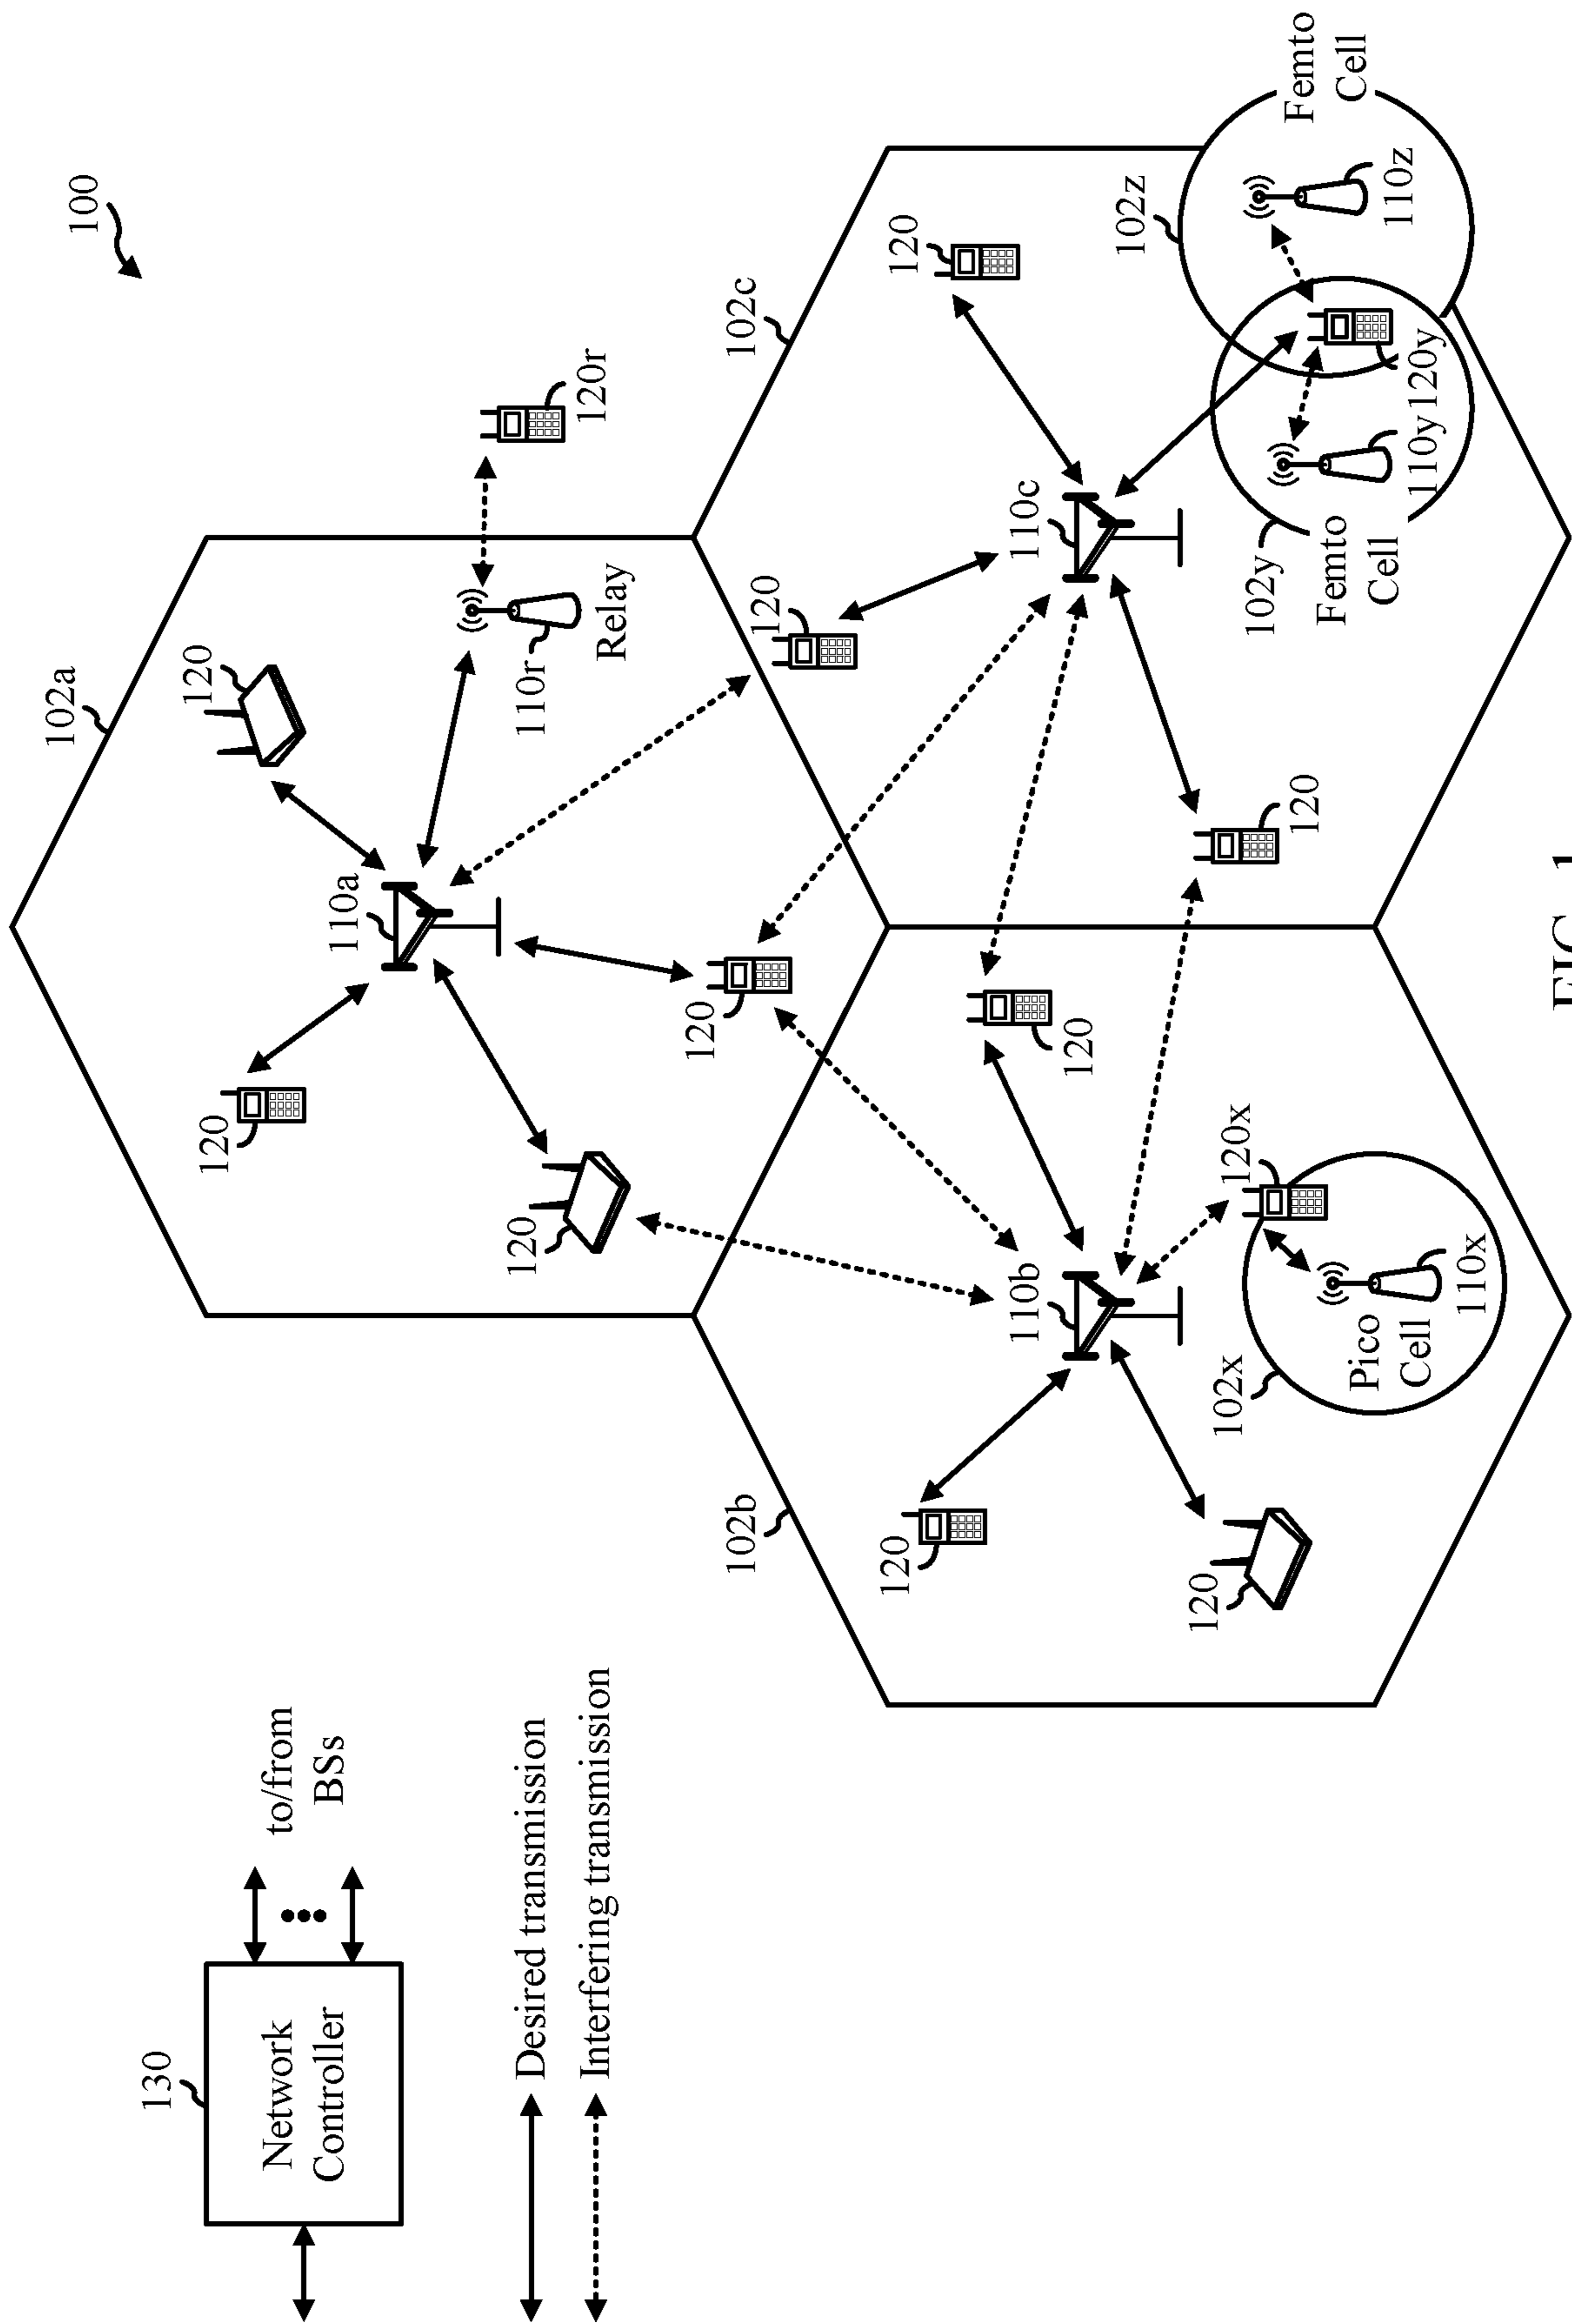 100
130
Network
Controller
to/from
BSs
Desired transmission
Interfering transmission
102a
120
120
110a
120
110r
Relay
120r
120
120
102b
120
120
110b
120
102x
Pico
Cell
110x
120x
102c
120
120
110c
120
102y
Femto
Cell
110y
120y
102z
110z
Femto
Cell
FIG. 1